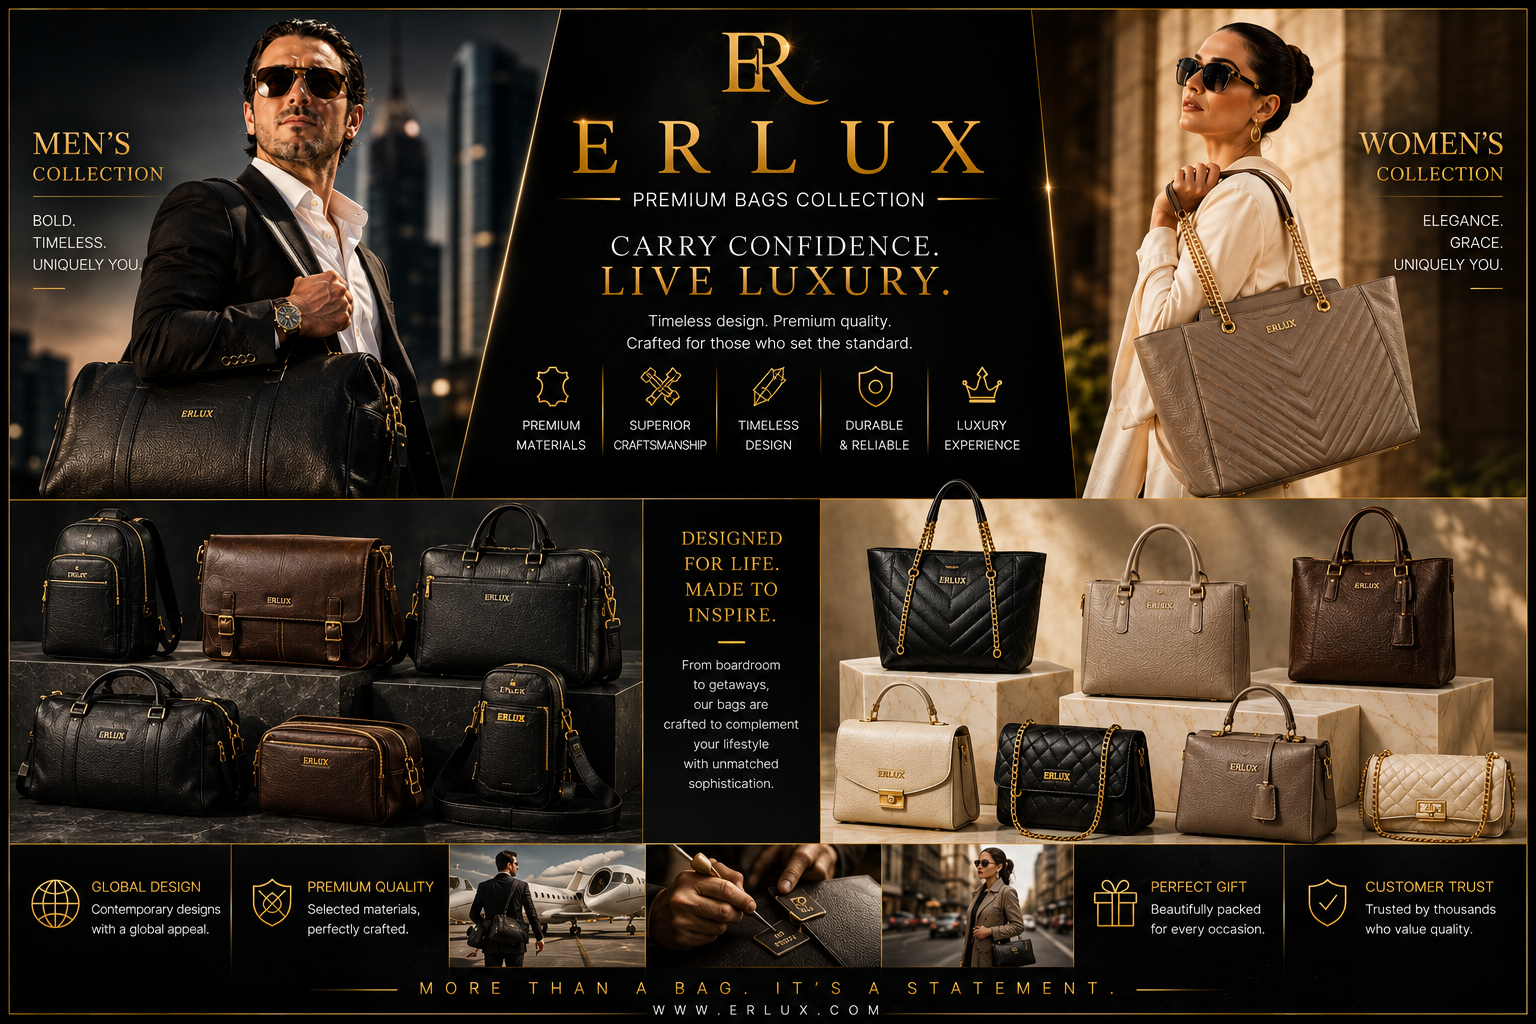 ER
ERLUX
PREMIUM BAGS COLLECTION
CARRY CONFIDENCE.
LIVE LUXURY.
Timeless design. Premium quality.
Crafted for those who set the standard.
PREMIUM
MATERIALS
SUPERIOR
CRAFTSMANSHIP
TIMELESS
DESIGN
DURABLE
& RELIABLE
LUXURY
EXPERIENCE
MEN'S
COLLECTION
BOLD.
TIMELESS.
UNIQUELY YOU.
ERLUX
WOMEN'S
COLLECTION
ELEGANCE.
GRACE.
UNIQUELY YOU.
ERLUX
ERLUX
ERLUX
ERLUX
ERLUX
ERLUX
DESIGNED
FOR LIFE.
MADE TO
INSPIRE.
From boardroom
to getaways,
our bags are
crafted to complement
your lifestyle
with unmatched
sophistication.
ERLUX
ERLUX
ERLUX
ERLUX
ERLUX
ERLUX
GLOBAL DESIGN
Contemporary designs
with a global appeal.
PREMIUM QUALITY
Selected materials,
perfectly crafted.
PERFECT GIFT
Beautifully packed
for every occasion.
CUSTOMER TRUST
Trusted by thousands
who value quality.
MORE THAN A BAG. IT'S A STATEMENT.
WWW.ERLUX.COM